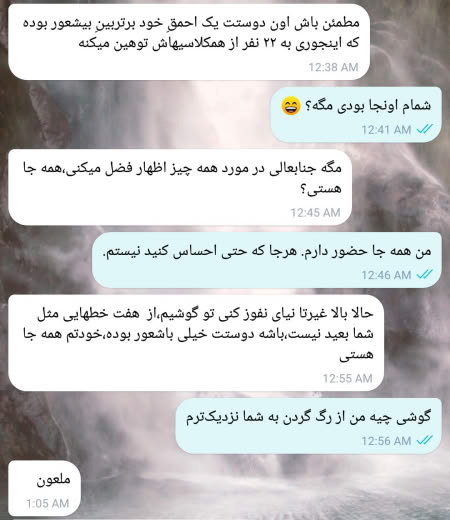 مطمئن باش اون دوستت یک احمقِ خود برتربینِ بیشعور بوده
که اینجوری به ۲۲ نفر از همکلاسیهاش توهین میکنه
12:38 AM
شمام اونجا بودی مگه؟ 😄
12:41 AM
مگه جنابعالی در مورد همه چیز اظهار فضل میکنی،همه جا
هستی؟
12:45 AM
من همه جا حضور دارم. هرجا که حتی احساس کنید نیستم.
12:46 AM
حالا بالا غیرتا نیای نفوز کنی تو گوشیم،از  هفت خطهایی مثل
شما بعید نیست،باشه دوستت خیلی باشعور بوده،خودتم همه جا
هستی
12:55 AM
گوشی چیه من از رگ گردن به شما نزدیک‌ترم
12:56 AM
ملعون
1:05 AM